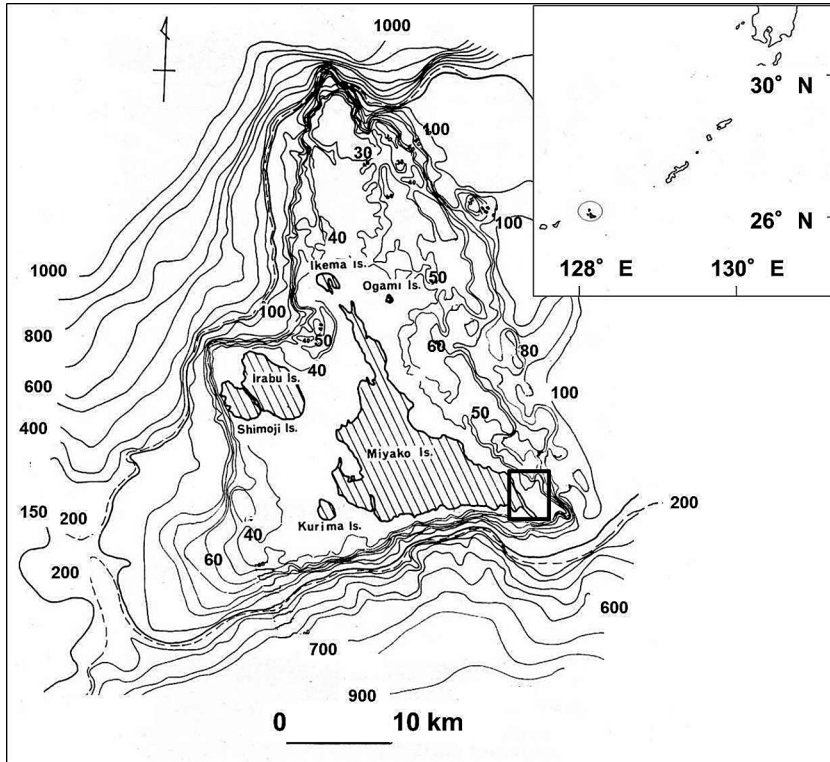 1000
30° N
100
30
100
26° N
40
128° E
130° E
Ikema Is.
50
1000
Ogami Is.
100
800
50
60
80
40
Irabu Is.
600
100
50
400
Shimoji Is.
Miyako Is.
200
150
200
40
Kurima Is.
60
200
600
700
900
0
10 km